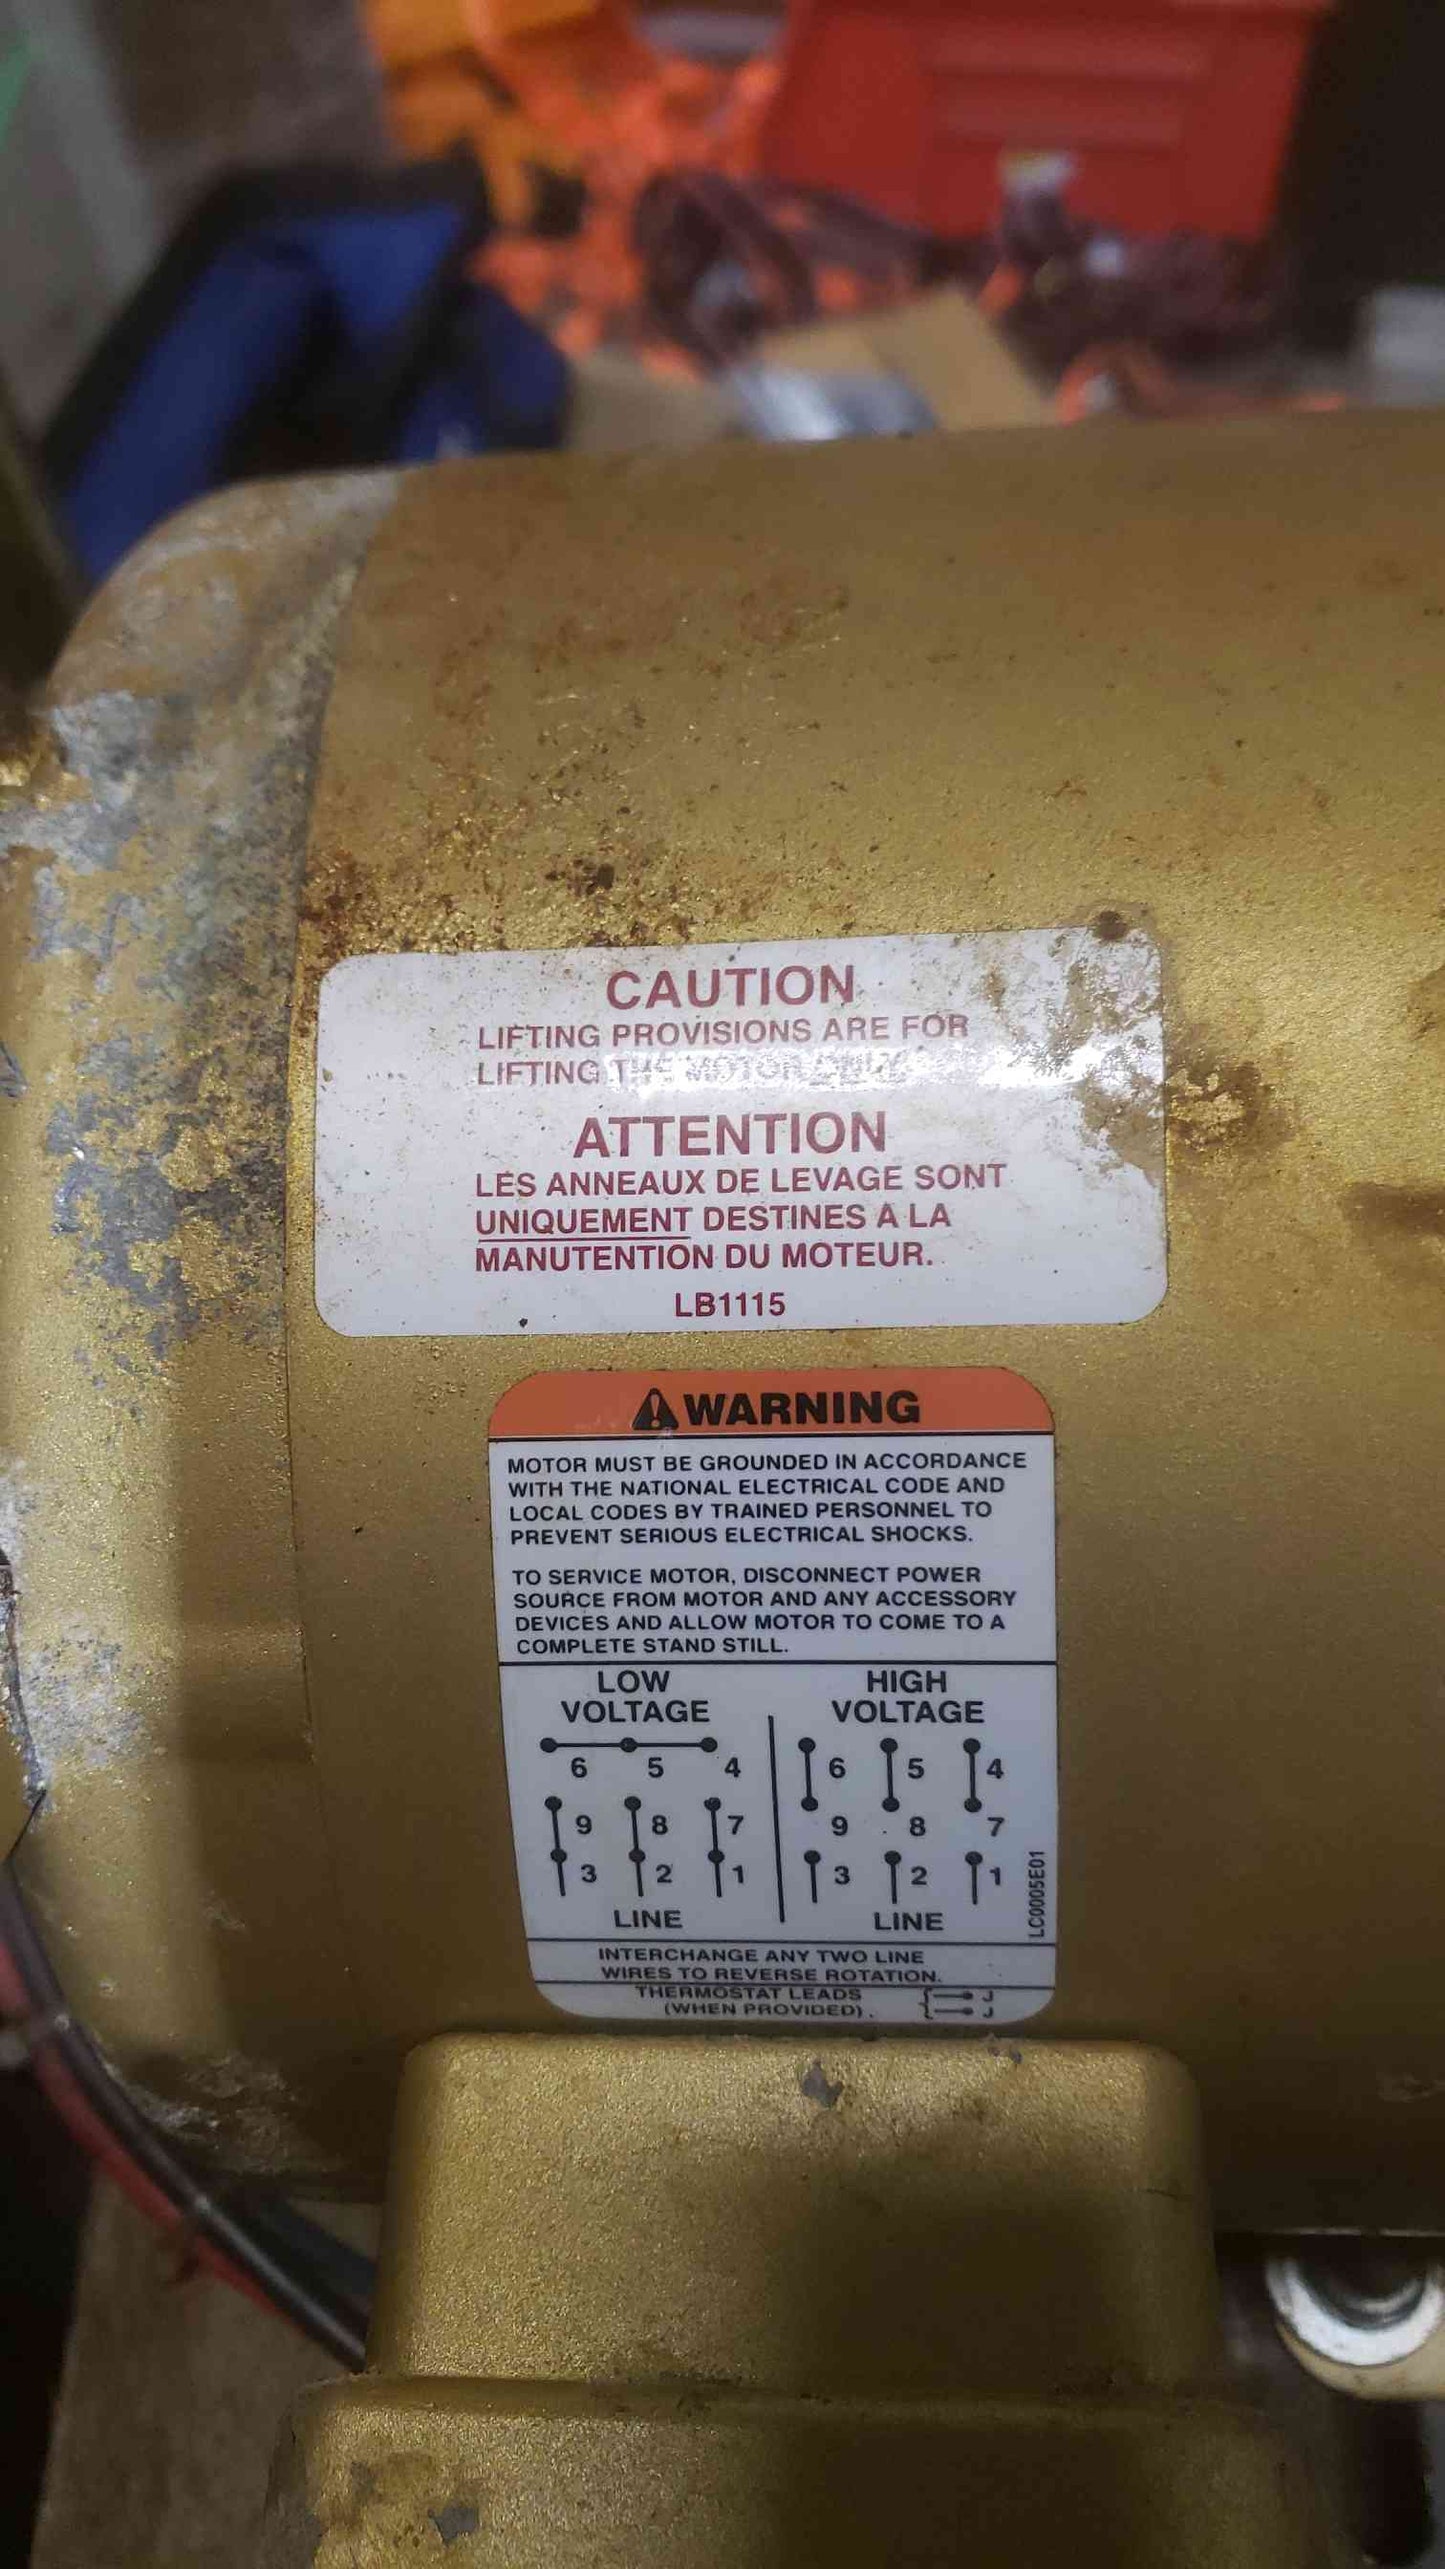 CAUTION
LIFTING PROVISIONS ARE FOR
LIFTING THE MOTOR ONLY
ATTENTION
LES ANNEAUX DE LEVAGE SONT
UNIQUEMENT DESTINES A LA
MANUTENTION DU MOTEUR.
LB1115
WARNING
MOTOR MUST BE GROUNDED IN ACCORDANCE
WITH THE NATIONAL ELECTRICAL CODE AND
LOCAL CODES BY TRAINED PERSONNEL TO
PREVENT SERIOUS ELECTRICAL SHOCKS.
TO SERVICE MOTOR, DISCONNECT POWER
SOURCE FROM MOTOR AND ANY ACCESSORY
DEVICES AND ALLOW MOTOR TO COME TO A
COMPLETE STAND STILL.
LOW
VOLTAGE
6 5 4
9 8 7
3 2 1
LINE
HIGH
VOLTAGE
6 5 4
9 8 7
3 2 1
LINE
LC0005E01
INTERCHANGE ANY TWO LINE
WIRES TO REVERSE ROTATION.
THERMOSTAT LEADS
(WHEN PROVIDED).
J
J